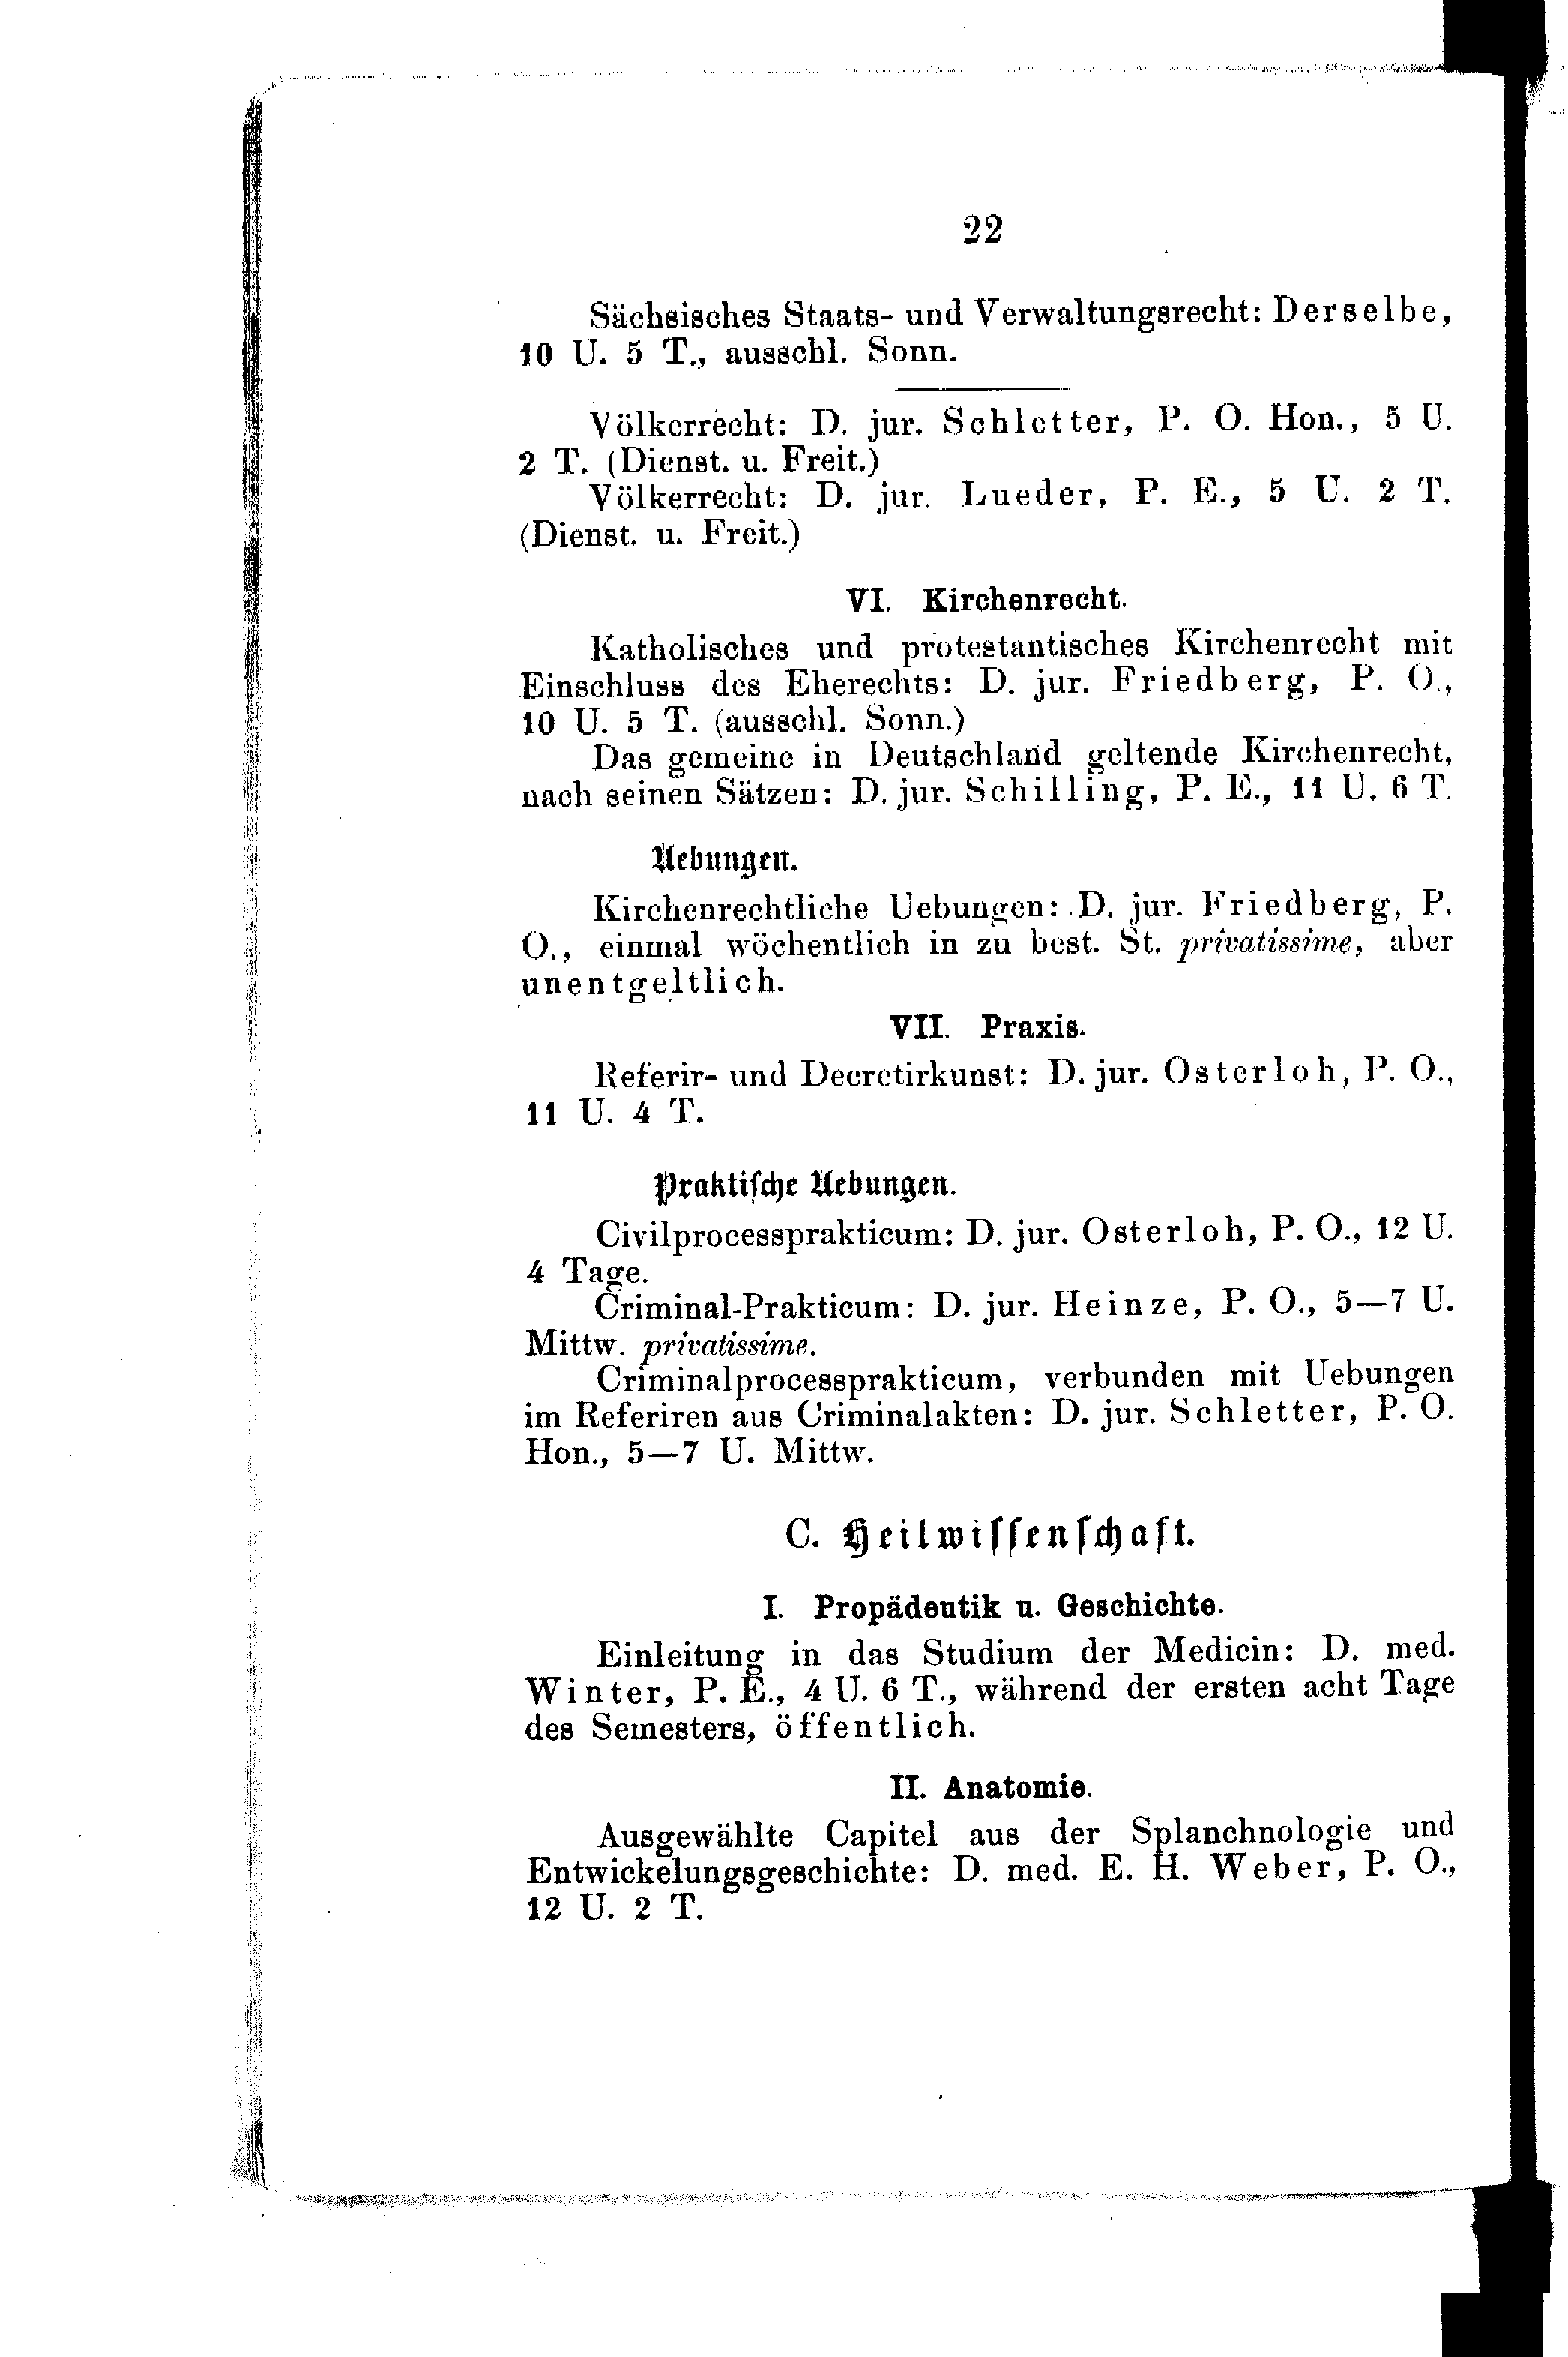 22
Sächsisches Staats- und Verwaltungsrecht: Derselbe,
10 U. 5 T., ausschl. Sonn.
Völkerrecht: D. jur. Schletter, P. O. Hon., 5 U.
2 T. (Dienst. u. Freit.)
Völkerrecht: D. jur. Lueder, P. E., 5 U. 2 T.
(Dienst. u. Freit.)
VI. Kirchenrecht.
Katholisches und protestantisches Kirchenrecht mit
Einschluss des Eherechts: D. jur. Friedberg, P. O.,
10 U. 5 T. (ausschl. Sonn.)
Das gemeine in Deutschland geltende Kirchenrecht,
nach seinen Sätzen: D. jur. Schilling, P. E., 11 U. 6 T.
Uebungen.
Kirchenrechtliche Uebungen: D. jur. Friedberg, P.
O., einmal wöchentlich in zu best. St. privatissime, aber
unentgeltlich.
VII. Praxis.
Referir- und Decretirkunst: D. jur. Osterloh, P. O.,
11 U. 4 T.
Praktiſche Uebungen.
Civilprocessprakticum: D. jur. Osterloh, P. O., 12 U.
4 Tage.
Criminal-Prakticum: D. jur. Heinze, P. O., 5—7 U.
Mittw. privatissime.
Criminalprocessprakticum, verbunden mit Uebungen
im Referiren aus Criminalakten: D. jur. Schletter, P. O.
Hon., 5—7 U. Mittw.
C. Heilwiſſenſchaft.
I. Propädeutik u. Geschichte.
Einleitung in das Studium der Medicin: D. med.
Winter, P. E., 4 U. 6 T., während der ersten acht Tage
des Semesters, öffentlich.
II. Anatomie.
Ausgewählte Capitel aus der Splanchnologie und
Entwickelungsgeschichte: D. med. E. H. Weber, P. O.,
12 U. 2 T.